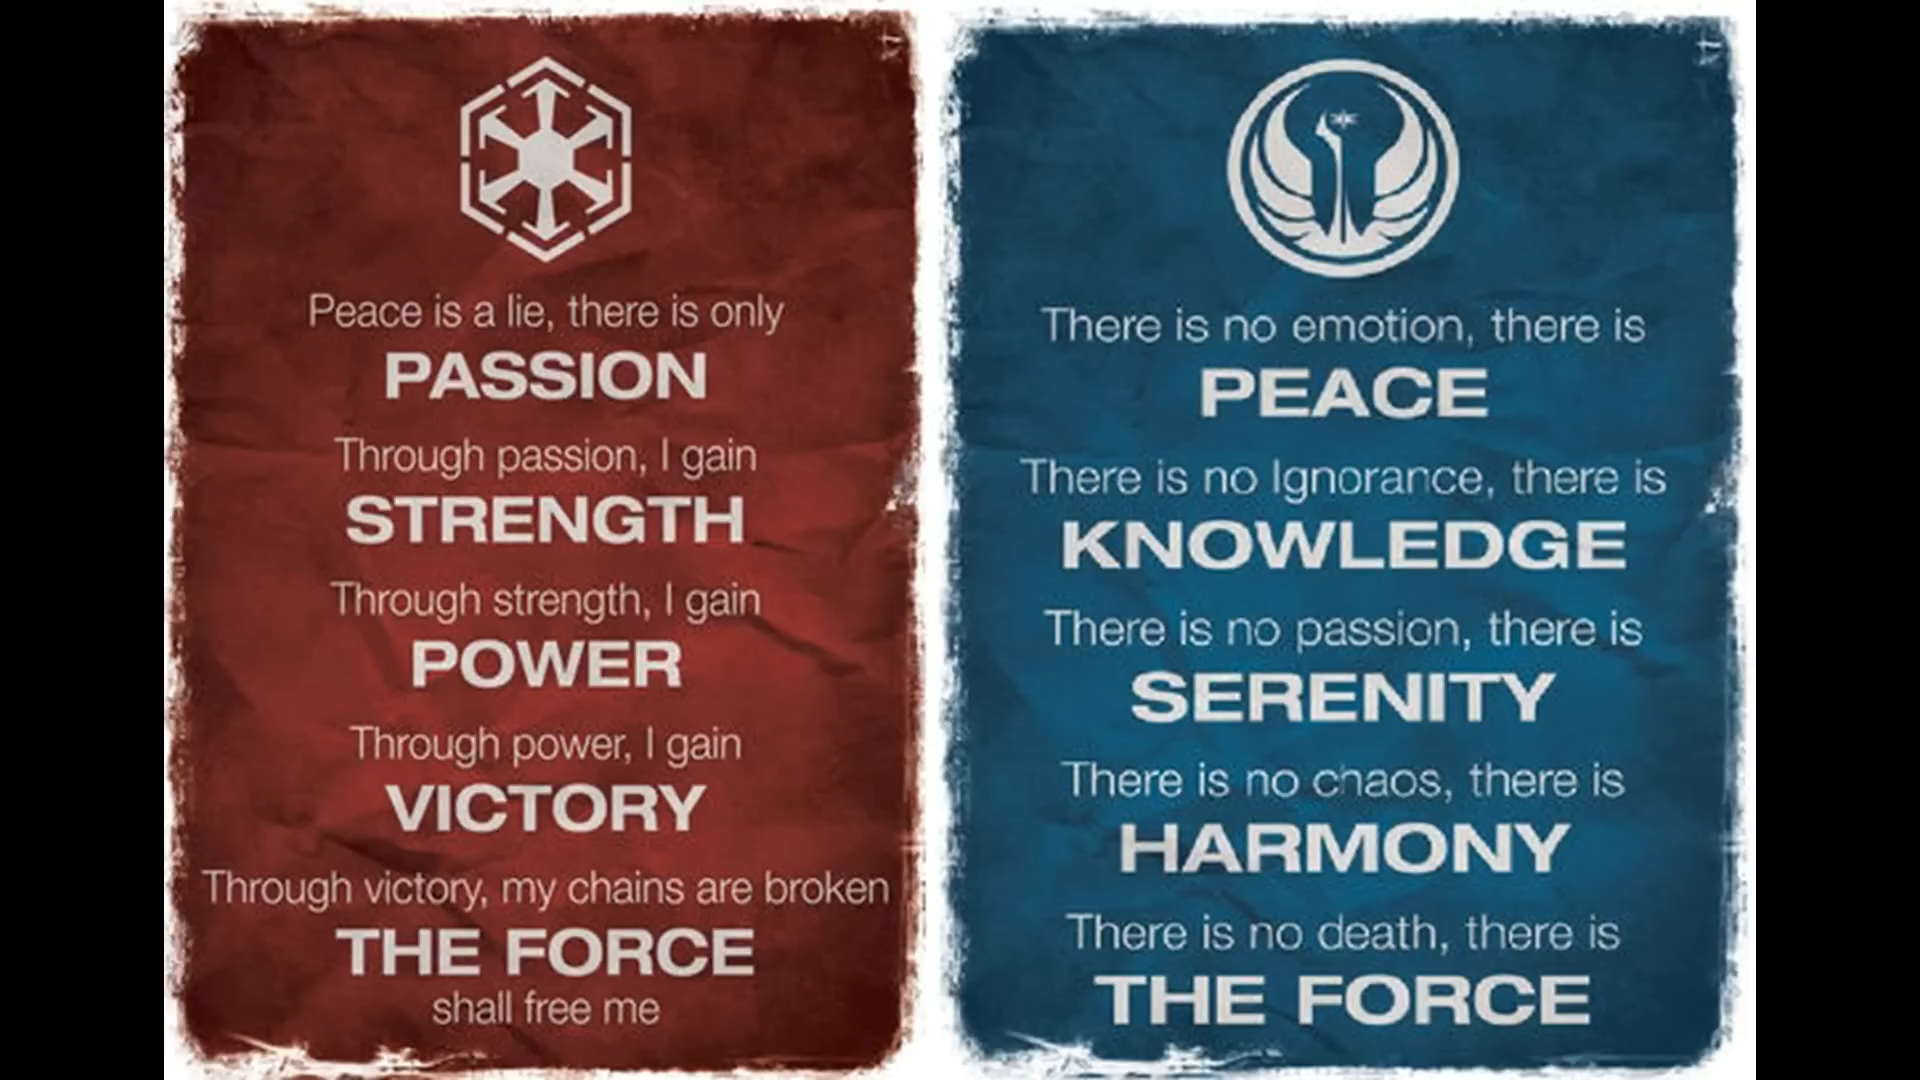 Peace is a lie, there is only
PASSION
Through passion, I gain
STRENGTH
Through strength, I gain
POWER
Through power, I gain
VICTORY
Through victory, my chains are broken
THE FORCE
shall free me
There is no emotion, there is
PEACE
There is no Ignorance, there is
KNOWLEDGE
There is no passion, there is
SERENITY
There is no chaos, there is
HARMONY
There is no death, there is
THE FORCE